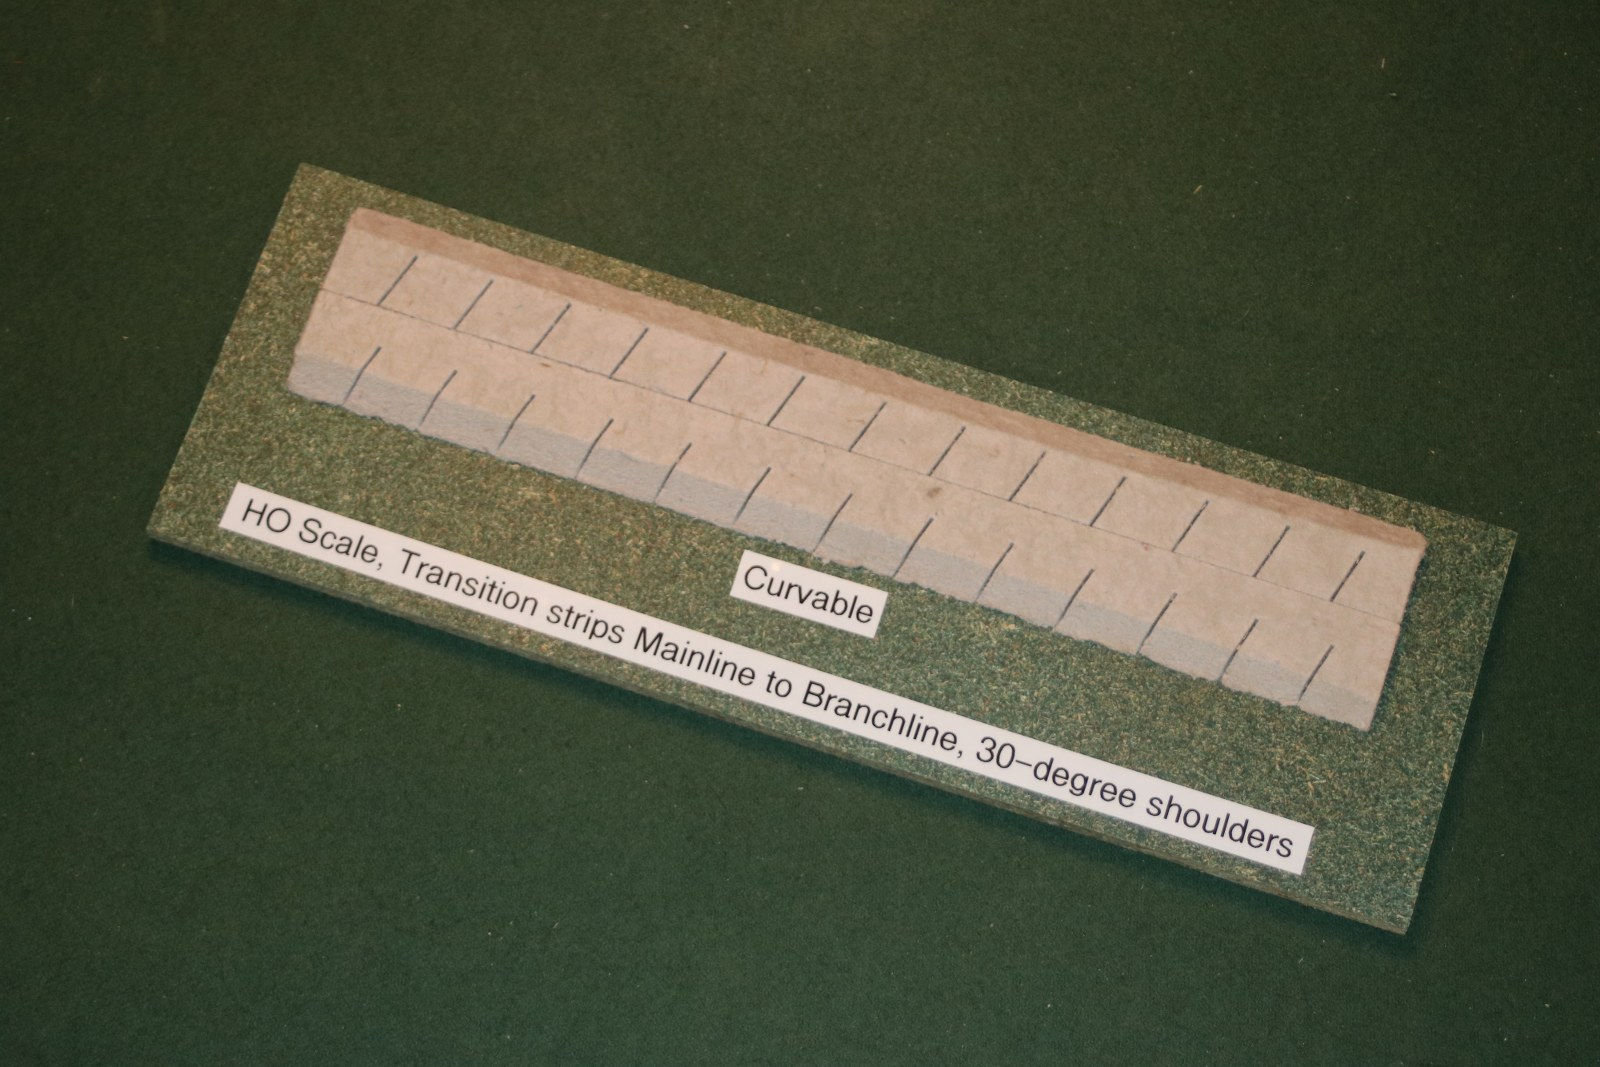 Curvable
HO Scale, Transition strips Mainline to Branchline, 30-degree shoulders